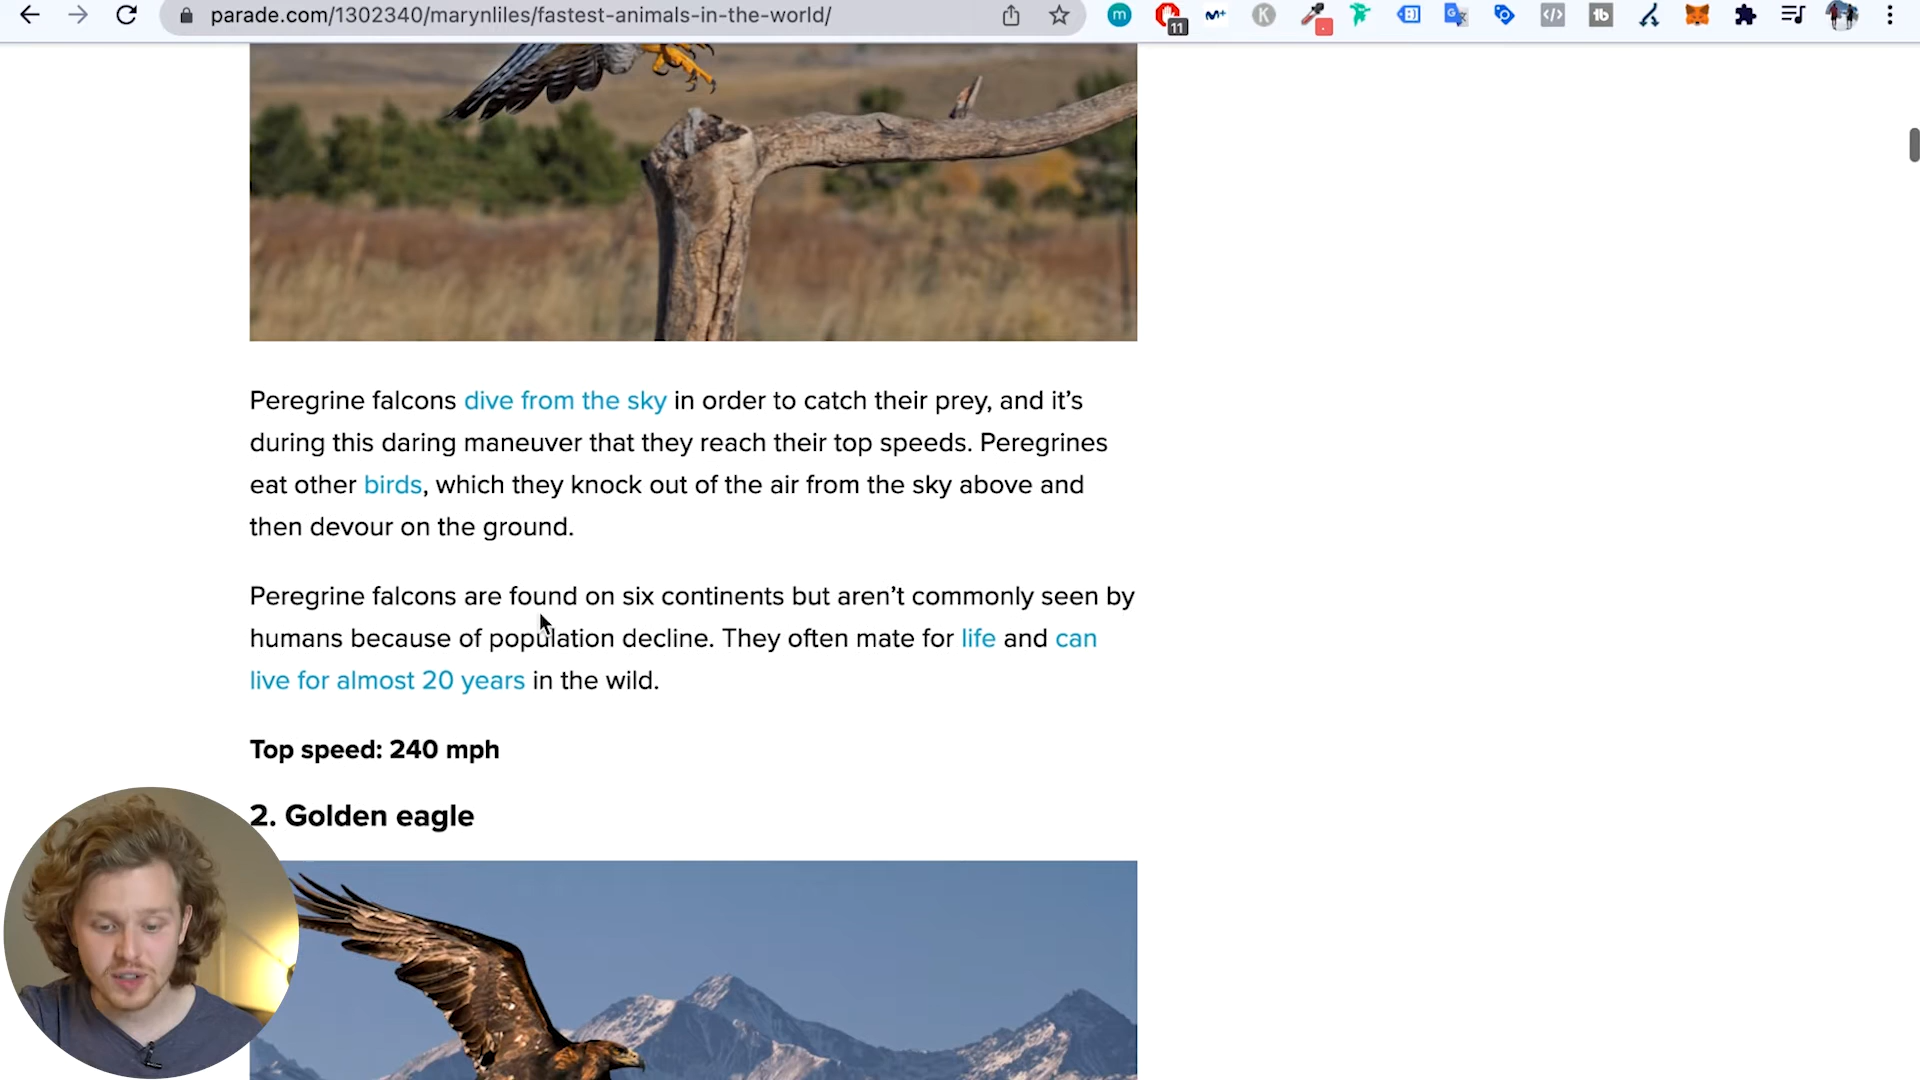 parade.com/1302340/marynliles/fastest-animals-in-the-world/
m
11
M+
K
G
</>
tb
Peregrine falcons dive from the sky in order to catch their prey, and it’s
during this daring maneuver that they reach their top speeds. Peregrines
eat other birds, which they knock out of the air from the sky above and
then devour on the ground.
Peregrine falcons are found on six continents but aren’t commonly seen by
humans because of population decline. They often mate for life and can
live for almost 20 years in the wild.
Top speed: 240 mph
2. Golden eagle